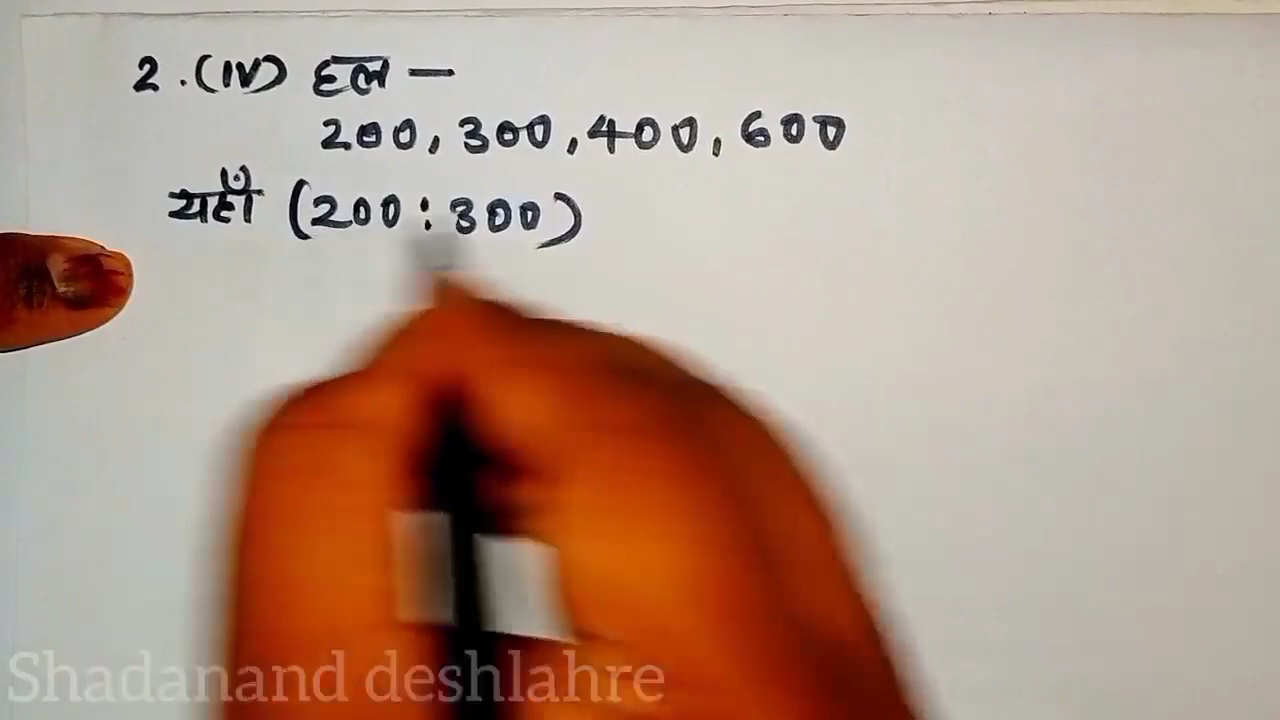 2.(IV) हल —
200, 300, 400, 600
यहाँ (200:300)
Shadanand deshlahre